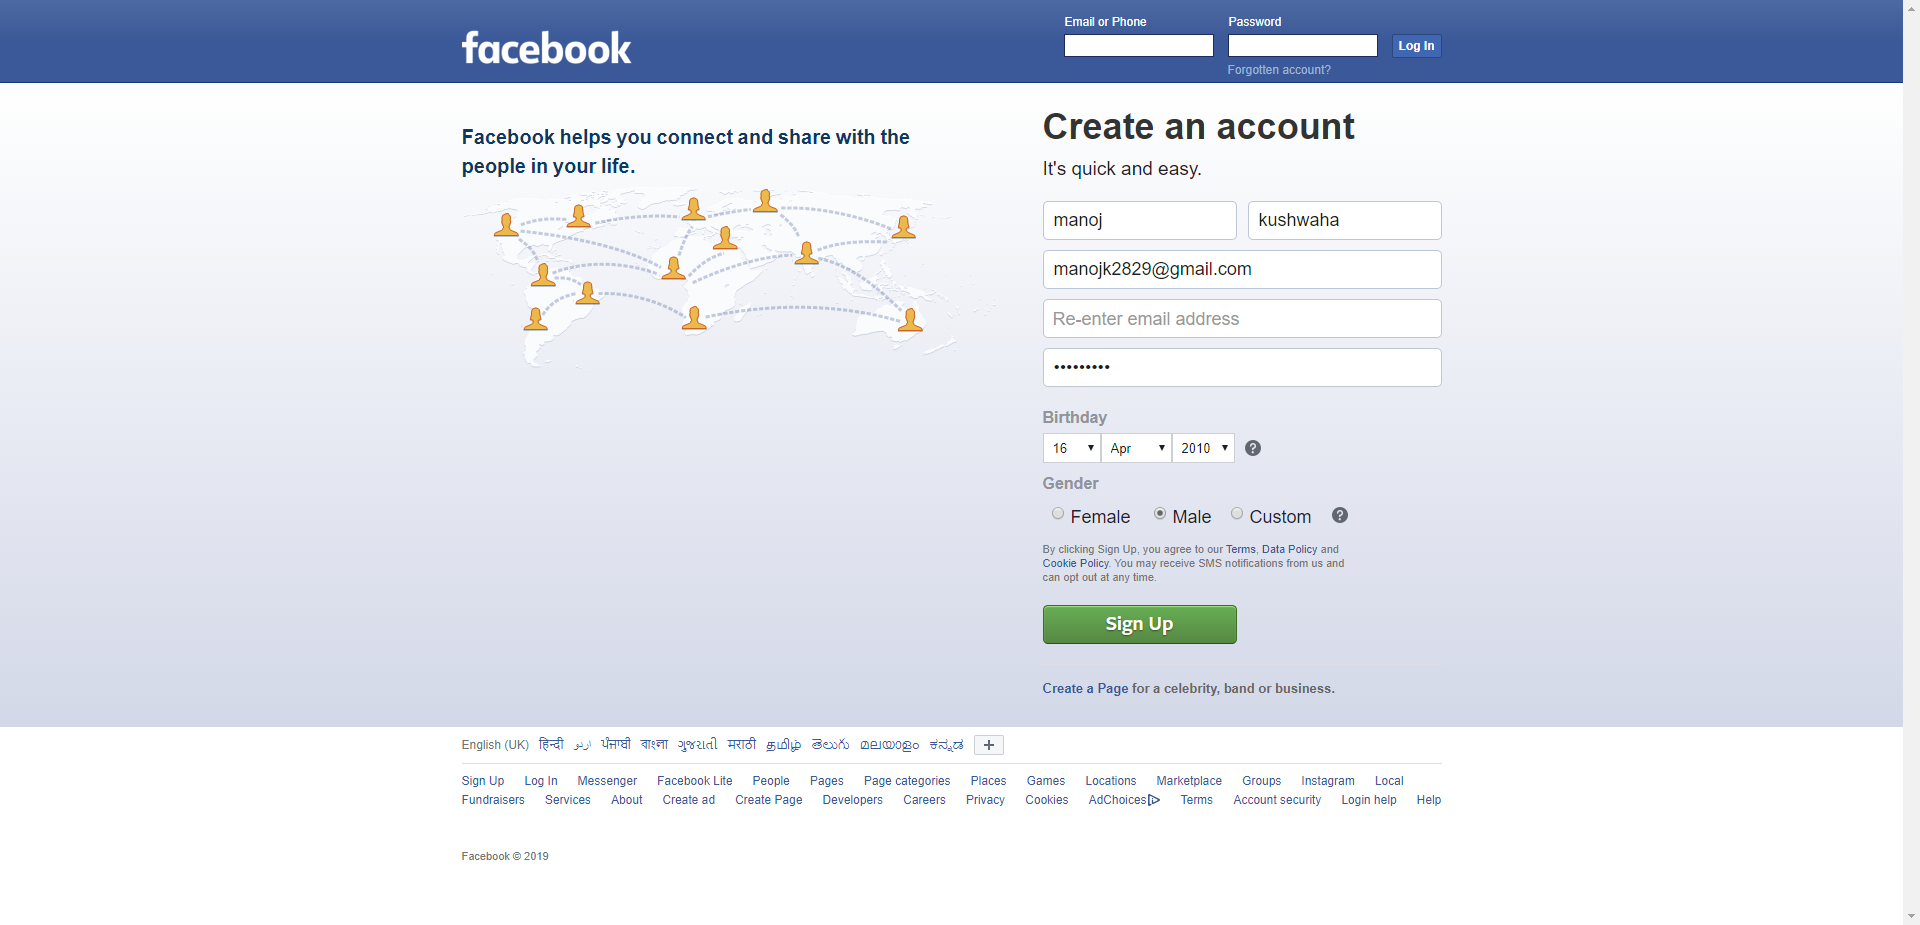 facebook
Email or Phone
Password
Log In
Forgotten account?
Facebook helps you connect and share with the
people in your life.
Create an account
It's quick and easy.
manoj kushwaha
manojk2829@gmail.com
Re-enter email address
•••••••••
Birthday
16 Apr 2010 ?
Gender
Female Male Custom ?
By clicking Sign Up, you agree to our Terms, Data Policy and
Cookie Policy. You may receive SMS notifications from us and
can opt out at any time.
Sign Up
Create a Page for a celebrity, band or business.
English (UK) हिन्दी اردو ਪੰਜਾਬੀ বাংলা ગુજરાતી मराठी தமிழ் తెలుగు മലയാളം ಕನ್ನಡ +
Sign Up Log In Messenger Facebook Lite People Pages Page categories Places Games Locations Marketplace Groups Instagram Local
Fundraisers Services About Create ad Create Page Developers Careers Privacy Cookies AdChoices Terms Account security Login help Help
Facebook © 2019